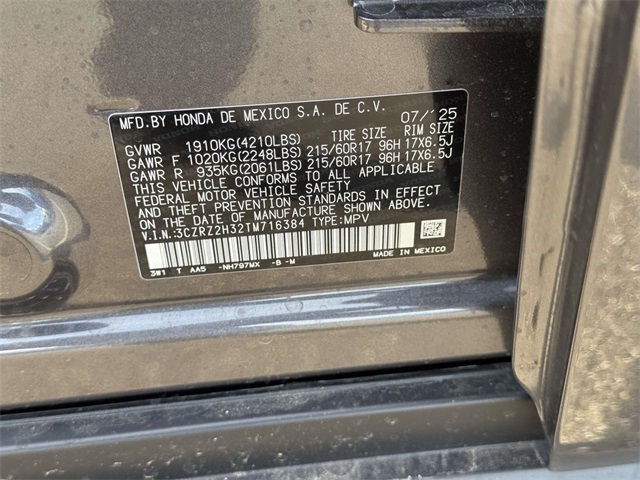 MFD.BY HONDA DE MEXICO S.A. DE C.V. 07/'25
GVWR 1910KG(4210LBS) TIRE SIZE RIM SIZE
GAWR F 1020KG(2248LBS) 215/60R17 96H 17X6.5J
GAWR R 935KG(2061LBS) 215/60R17 96H 17X6.5J
THIS VEHICLE CONFORMS TO ALL APPLICABLE
FEDERAL MOTOR VEHICLE SAFETY
AND THEFT PREVENTION STANDARDS IN EFFECT
ON THE DATE OF MANUFACTURE SHOWN ABOVE.
V.I.N.:3CZRZ2H32TM716384 TYPE:MPV
MADE IN MEXICO
3W1 T AA5 -NH797MX -B -M